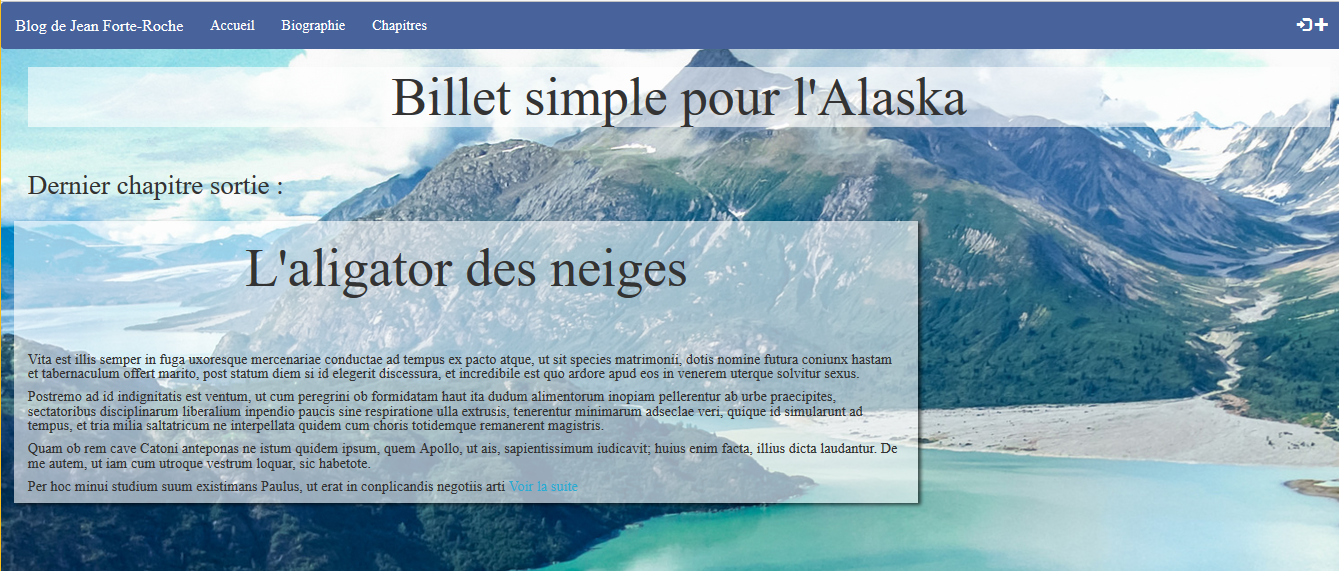 Blog de Jean Forte-Roche Accueil Biographie Chapitres
Billet simple pour l'Alaska
Dernier chapitre sortie :
L'aligator des neiges
Vita est illis semper in fuga uxoresque mercenariae conductae ad tempus ex pacto atque, ut sit species matrimonii, dotis nomine futura coniunx hastam
et tabernaculum offert marito, post statum diem si id elegerit discessura, et incredibile est quo ardore apud eos in venerem uterque solvitur sexus.
Postremo ad id indignitatis est ventum, ut cum peregrini ob formidatam haut ita dudum alimentorum inopiam pellerentur ab urbe praecipites,
sectatoribus disciplinarum liberalium inpendio paucis sine respiratione ulla extrusis, tenerentur minimarum adseclae veri, quique id simularunt ad
tempus, et tria milia saltatricum ne interpellata quidem cum choris totidemque remanerent magistris.
Quam ob rem cave Catoni anteponas ne istum quidem ipsum, quem Apollo, ut ais, sapientissimum iudicavit; huius enim facta, illius dicta laudantur. De
me autem, ut iam cum utroque vestrum loquar, sic habetote.
Per hoc minui studium suum existimans Paulus, ut erat in conplicandis negotiis arti Voir la suite